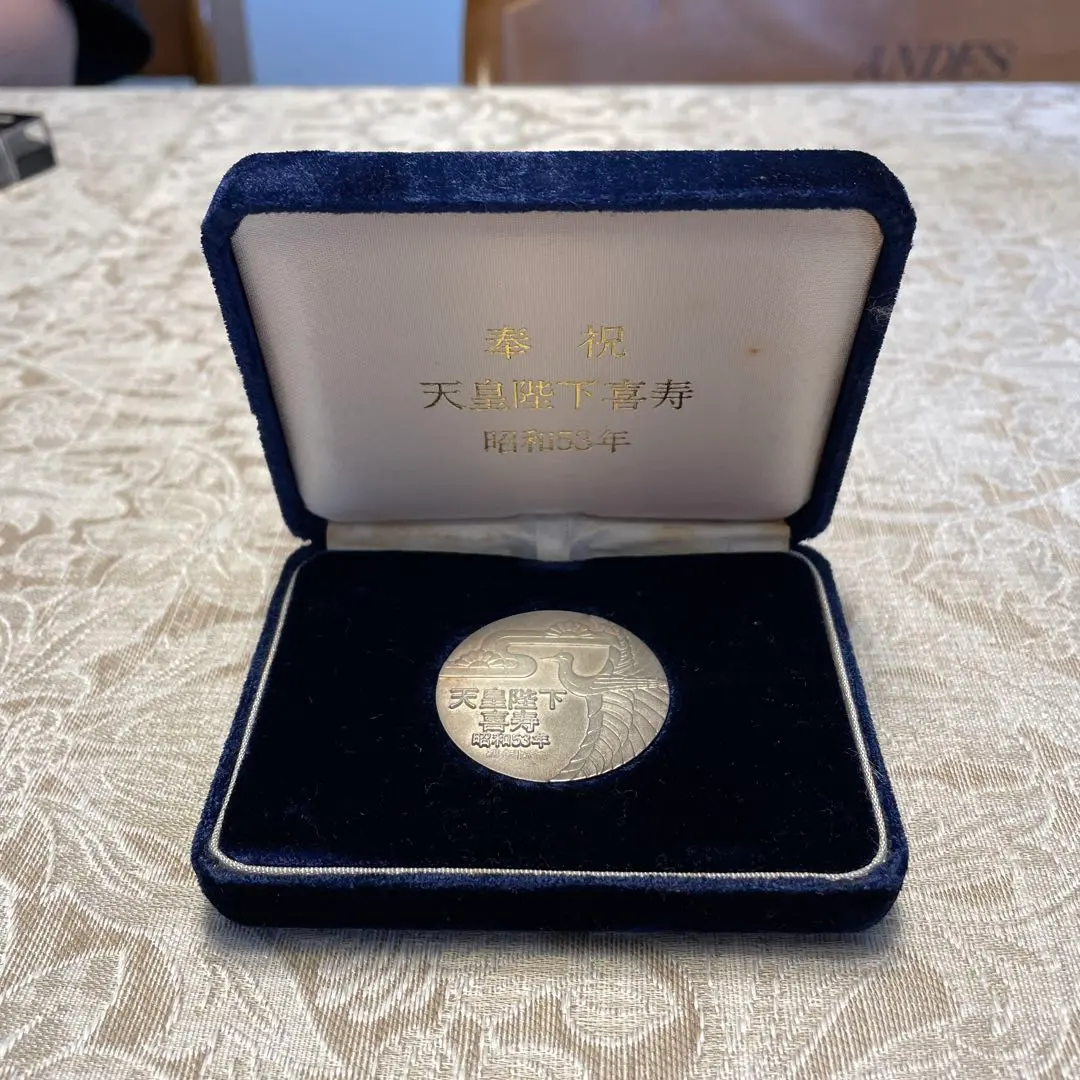 ANDES
奉祝
天皇陛下喜寿
昭和53年
天皇陛下
喜寿
昭和53年